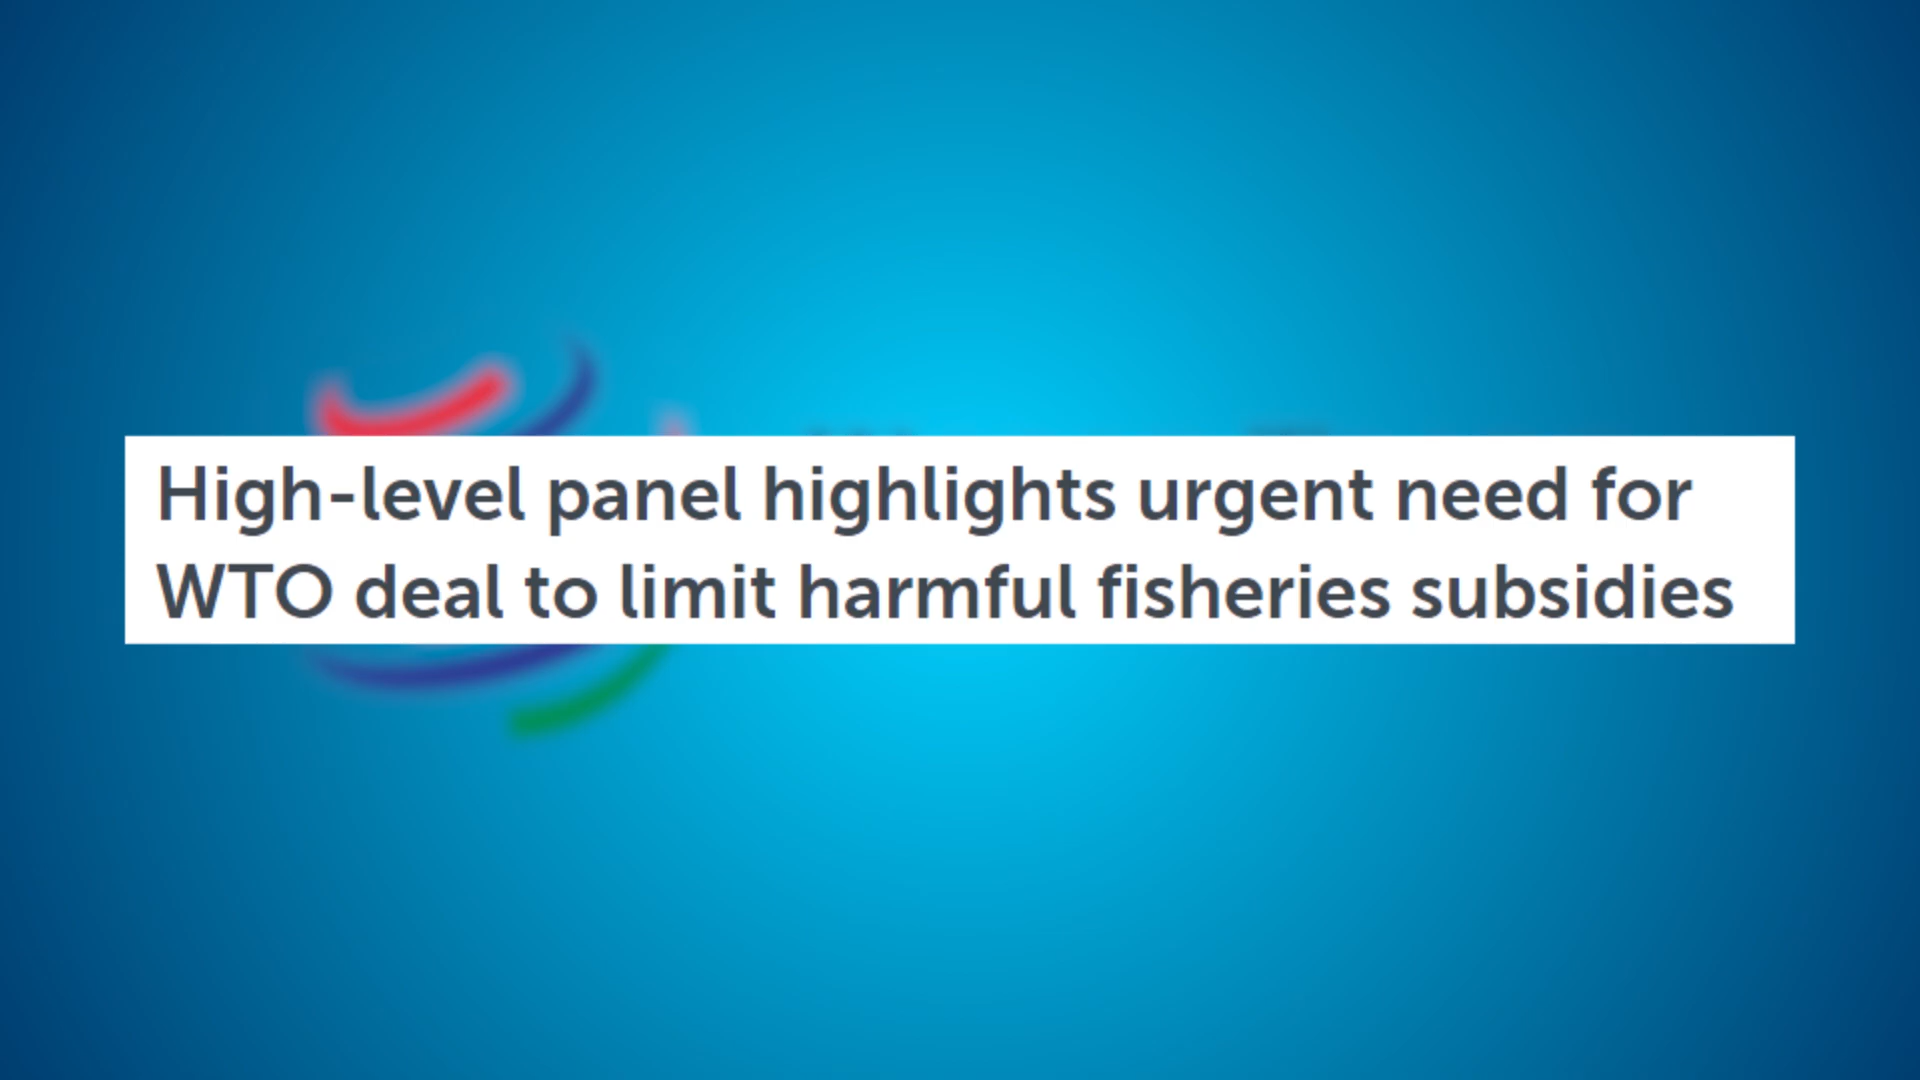 High-level panel highlights urgent need for
WTO deal to limit harmful fisheries subsidies